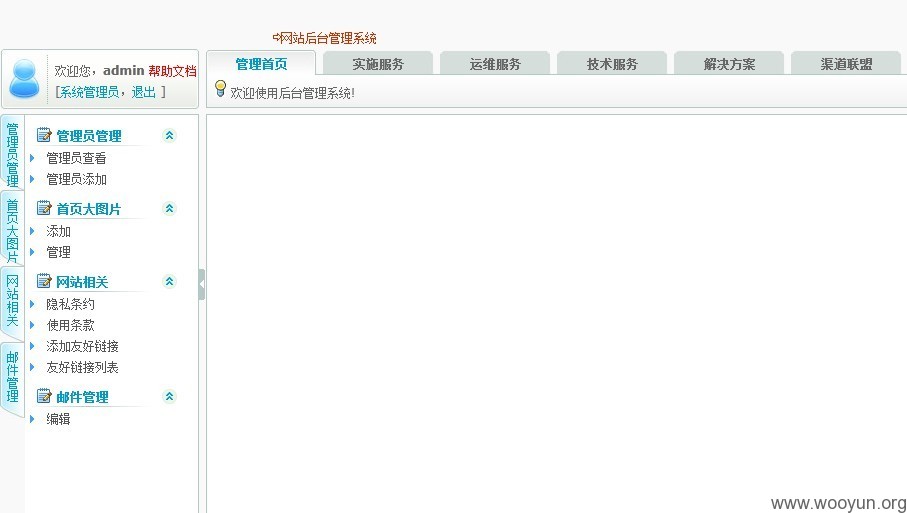 ⇨网站后台管理系统
欢迎您，admin 帮助文档
[系统管理员，退出 ]
管理首页
实施服务
运维服务
技术服务
解决方案
渠道联盟
欢迎使用后台管理系统!
管理员管理
首页大图片
网站相关
邮件管理
管理员管理
管理员查看
管理员添加
首页大图片
添加
管理
网站相关
隐私条约
使用条款
添加友好链接
友好链接列表
邮件管理
编辑
www.wooyun.org